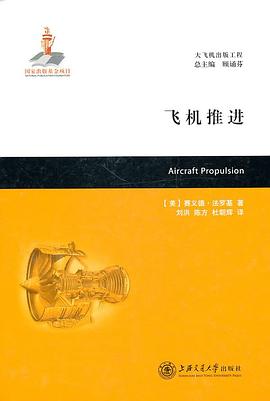 国家出版基金项目
大飞机出版工程
总主编 顾诵芬
飞机推进
Aircraft Propulsion
【美】赛义德·法罗基 著
刘洪 陈方 杜朝辉 译
上海交通大学出版社